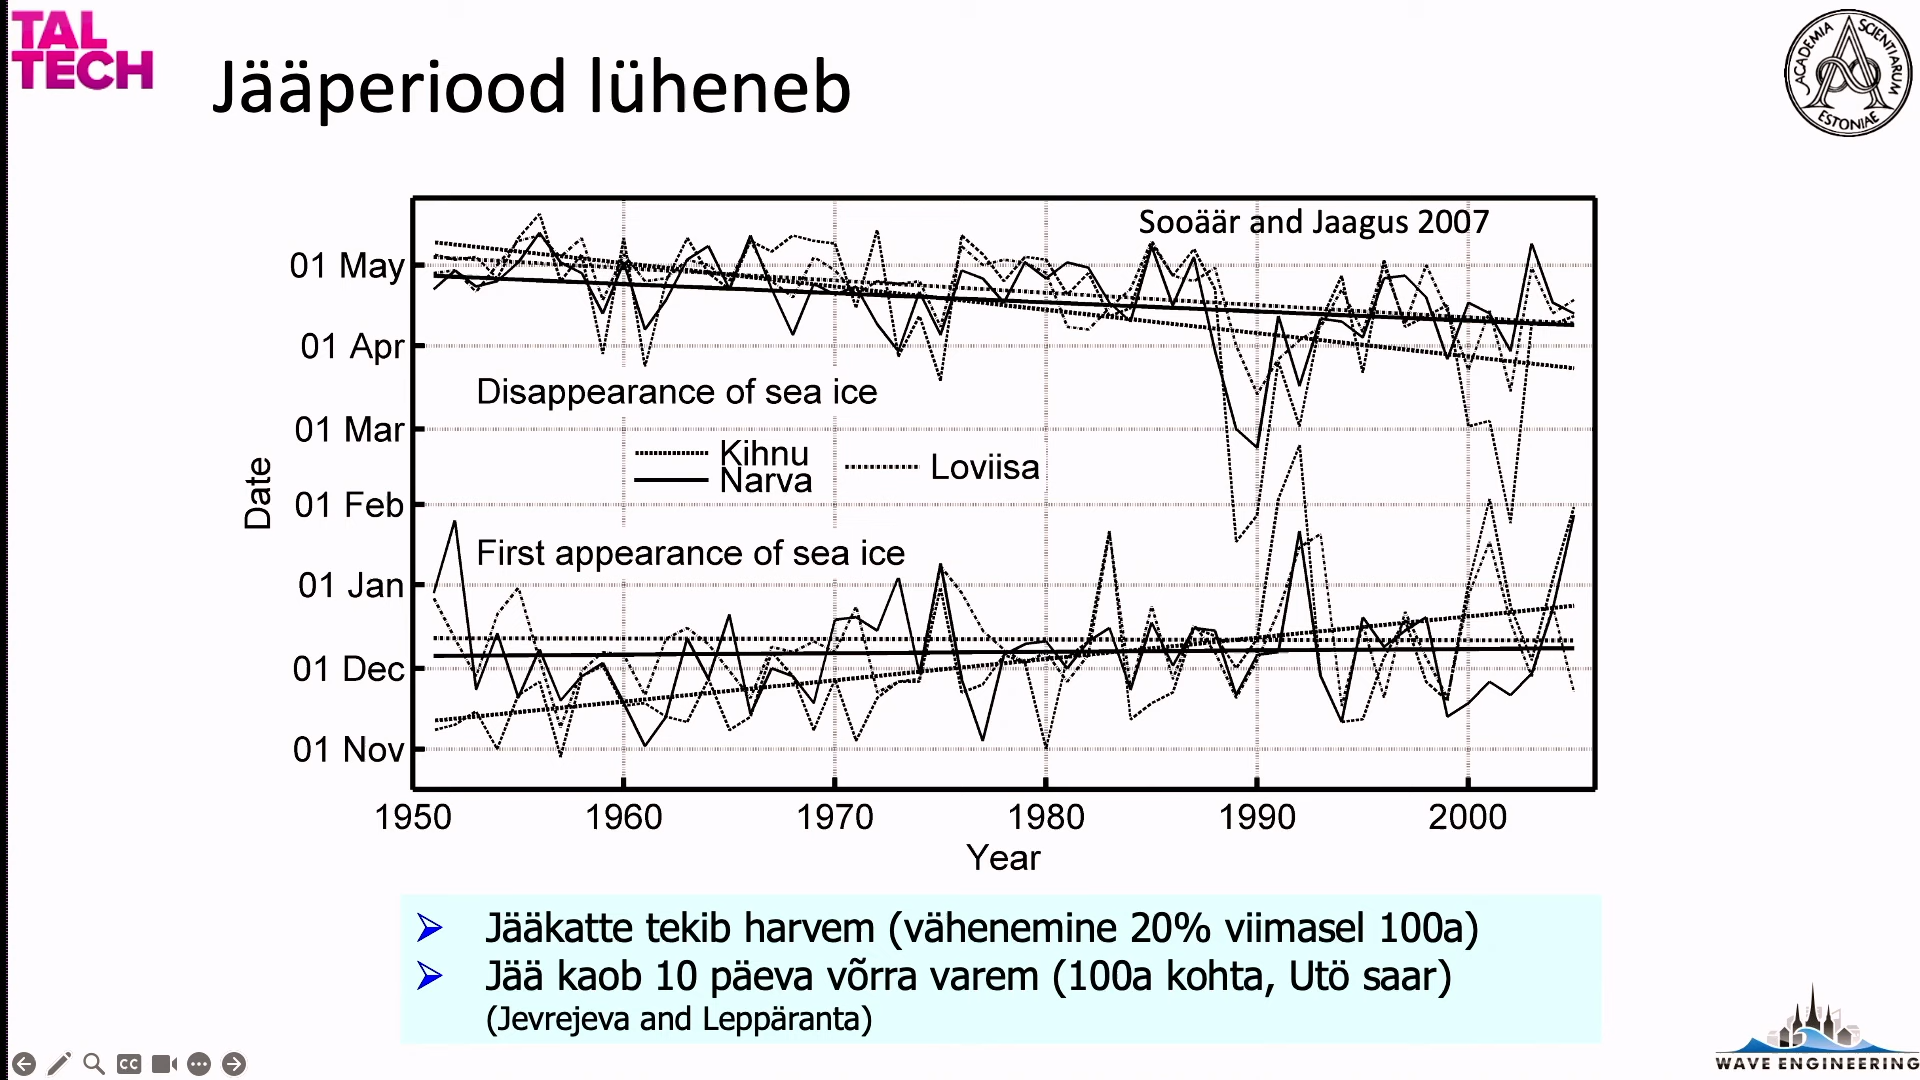 TAL
TECH
Jääperiood lüheneb
ACADEMIA SCIENTIARUM ESTONIAE
Sooäär and Jaagus 2007
01 May
01 Apr
Disappearance of sea ice
01 Mar
Kihnu
Narva
Loviisa
Date
01 Feb
First appearance of sea ice
01 Jan
01 Dec
01 Nov
1950 1960 1970 1980 1990 2000
Year
Jääkatte tekib harvem (vähenemine 20% viimasel 100a)
Jää kaob 10 päeva võrra varem (100a kohta, Utö saar)
(Jevrejeva and Leppäranta)
CC
WAVE ENGINEERING